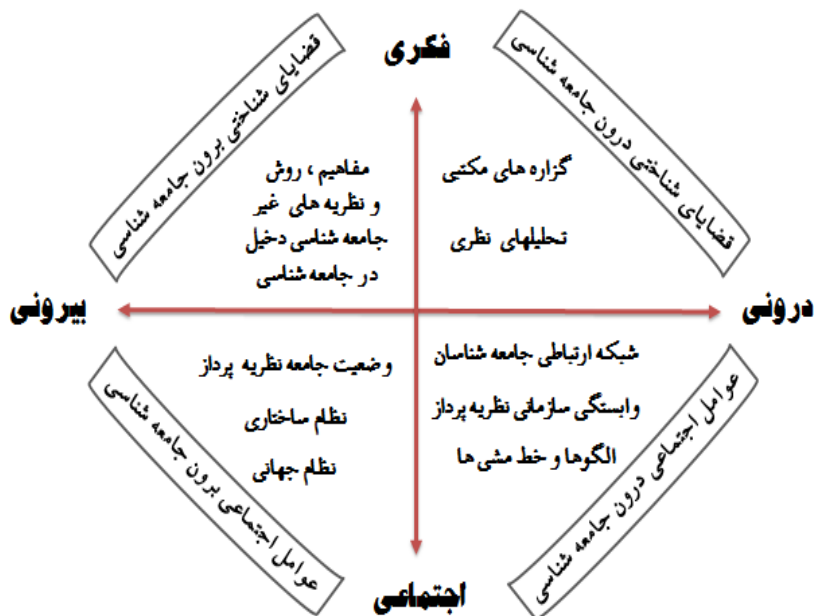 فکری
قضایای شناختی درون جامعه شناسی
قضایای شناختی برون جامعه شناسی
گزاره های مکتبی
تحلیلهای نظری
مفاهیم ، روش
و نظریه های غیر
جامعه شناسی دخیل
در جامعه شناسی
درونی
بیرونی
شبکه ارتباطی جامعه شناسان
وابستگی سازمانی نظریه پرداز
الگوها و خط مشی ها
وضعیت جامعه نظریه پرداز
نظام ساختاری
نظام جهانی
عوامل اجتماعی درون جامعه شناسی
عوامل اجتماعی برون جامعه شناسی
اجتماعی